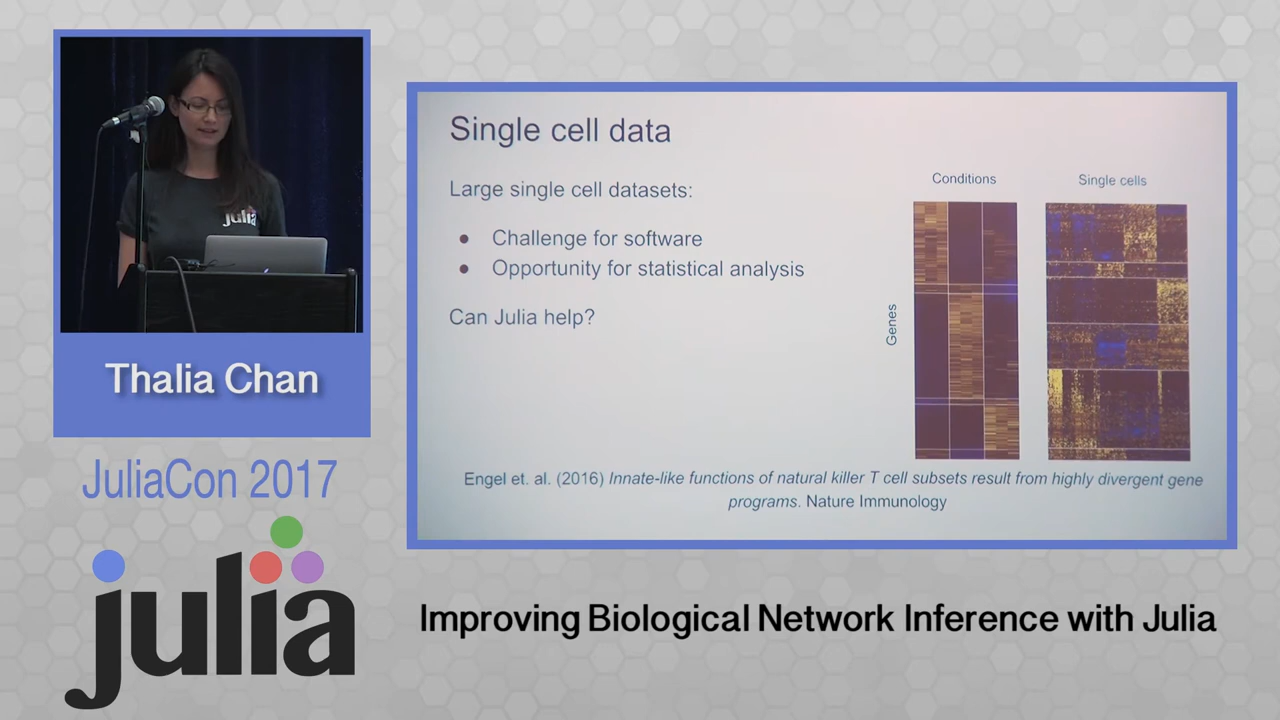 julia
Thalia Chan
JuliaCon 2017
julia
Single cell data
Large single cell datasets:
● Challenge for software
● Opportunity for statistical analysis
Can Julia help?
Conditions
Single cells
Genes
Engel et. al. (2016) Innate-like functions of natural killer T cell subsets result from highly divergent gene
programs. Nature Immunology
Improving Biological Network Inference with Julia